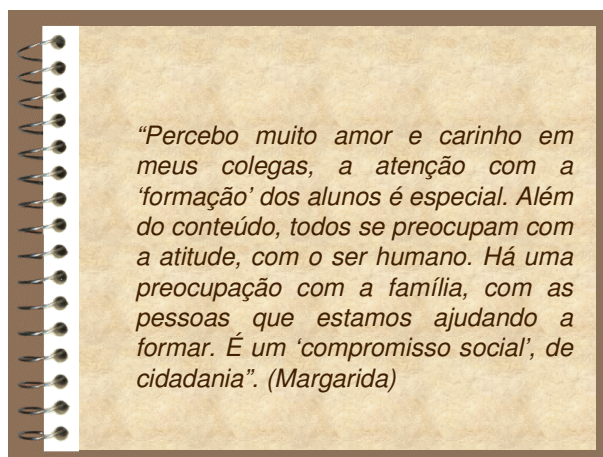 “Percebo muito amor e carinho em
meus colegas, a atenção com a
‘formação’ dos alunos é especial. Além
do conteúdo, todos se preocupam com
a atitude, com o ser humano. Há uma
preocupação com a família, com as
pessoas que estamos ajudando a
formar. É um ‘compromisso social’, de
cidadania”. (Margarida)